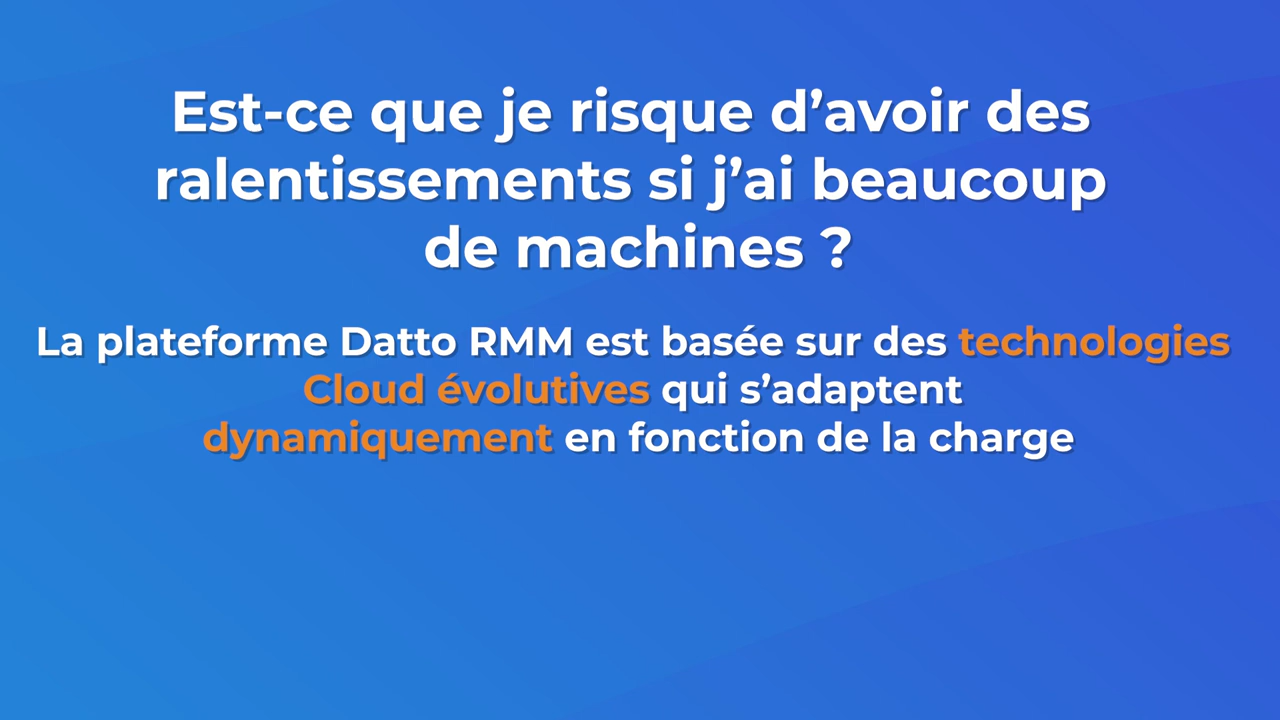 Est-ce que je risque d’avoir des
ralentissements si j’ai beaucoup
de machines ?
La plateforme Datto RMM est basée sur des technologies
Cloud évolutives qui s’adaptent
dynamiquement en fonction de la charge